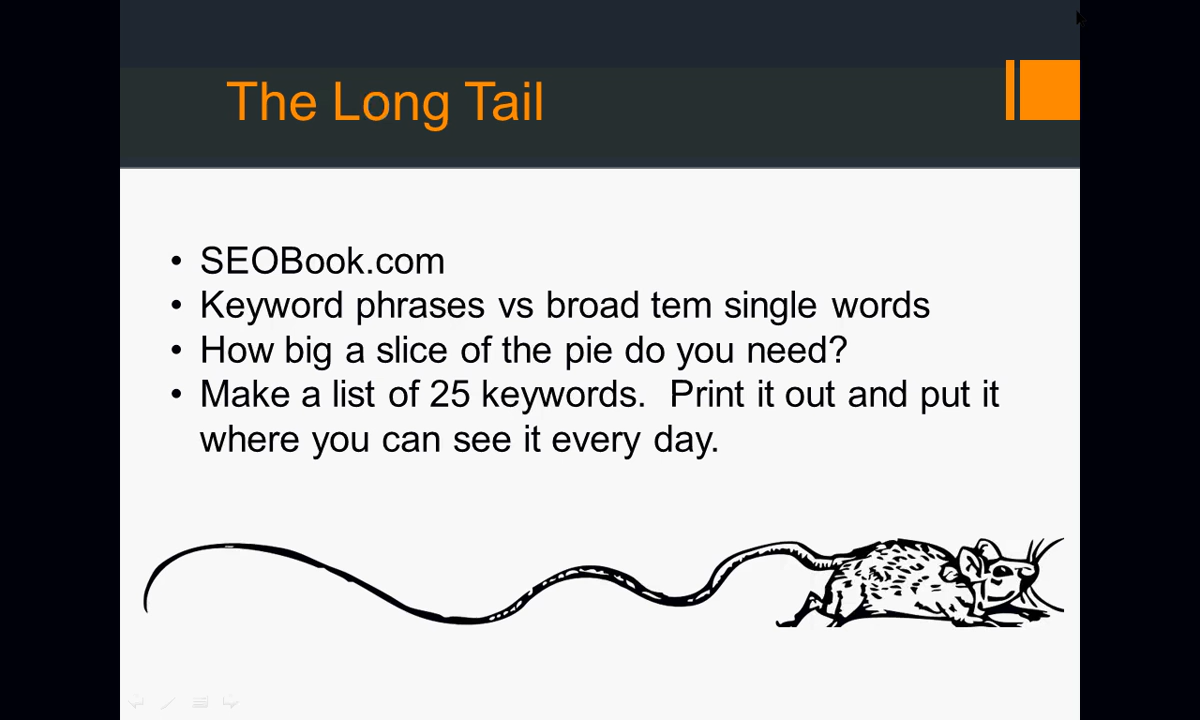 The Long Tail
• SEOBook.com
• Keyword phrases vs broad tem single words
• How big a slice of the pie do you need?
• Make a list of 25 keywords.  Print it out and put it
where you can see it every day.